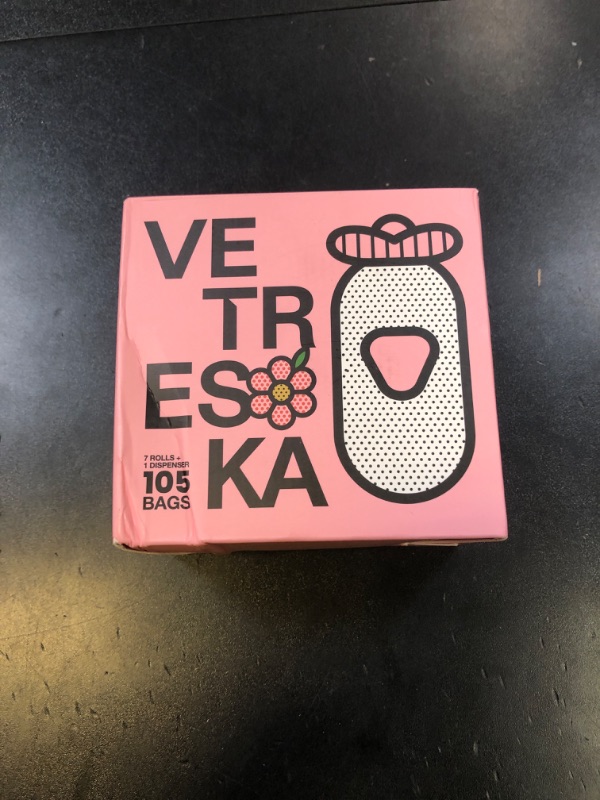 VE
TR
ES
KA
7 ROLLS +
1 DISPENSER
105
BAGS